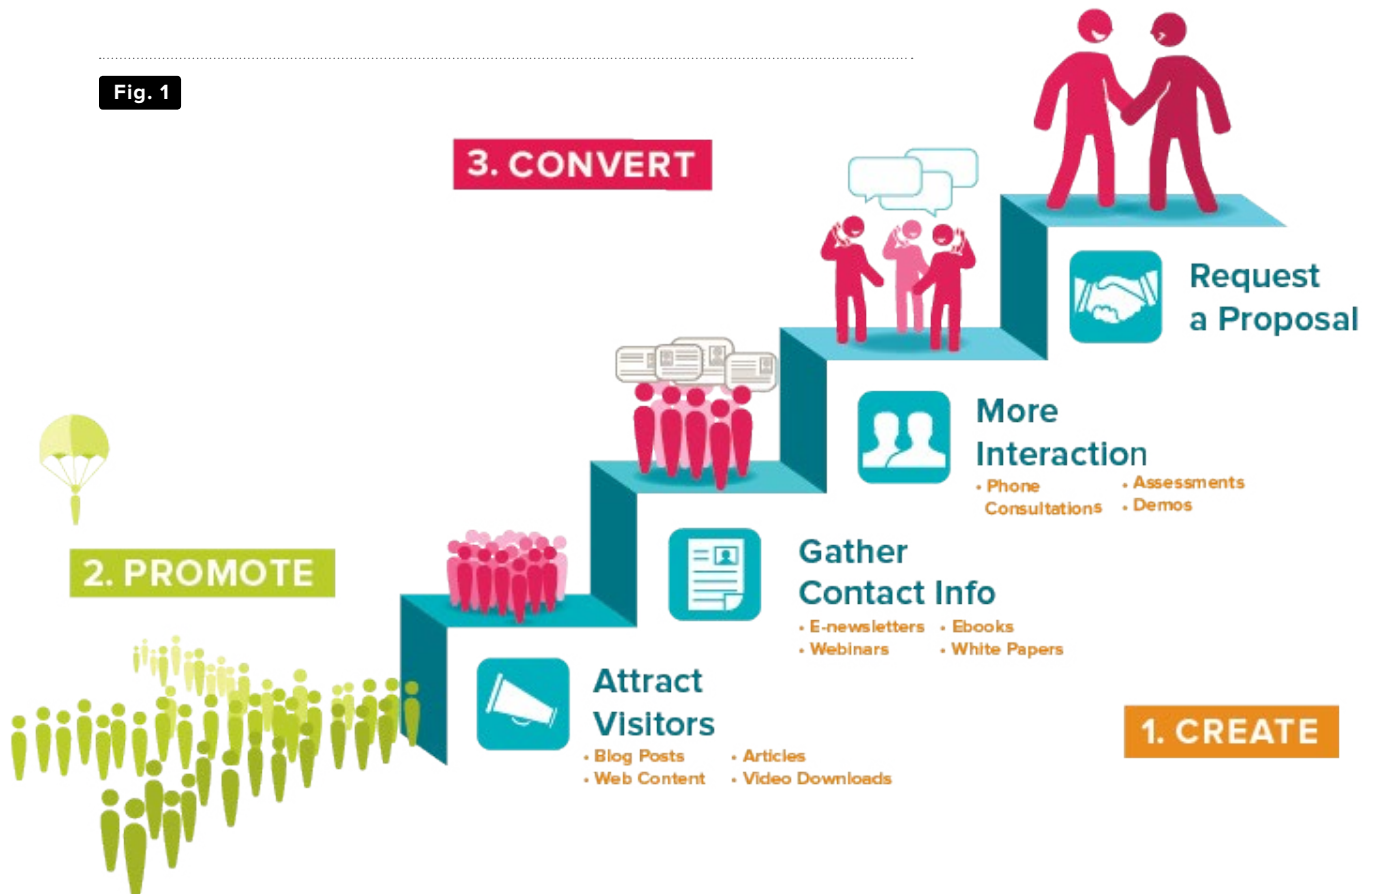 Fig. 1
3. CONVERT
Request
a Proposal
More
Interaction
• Phone
Consultations
• Assessments
• Demos
2. PROMOTE
Gather
Contact Info
• E-newsletters • Ebooks
• Webinars • White Papers
Attract
Visitors
• Blog Posts • Articles
• Web Content • Video Downloads
1. CREATE